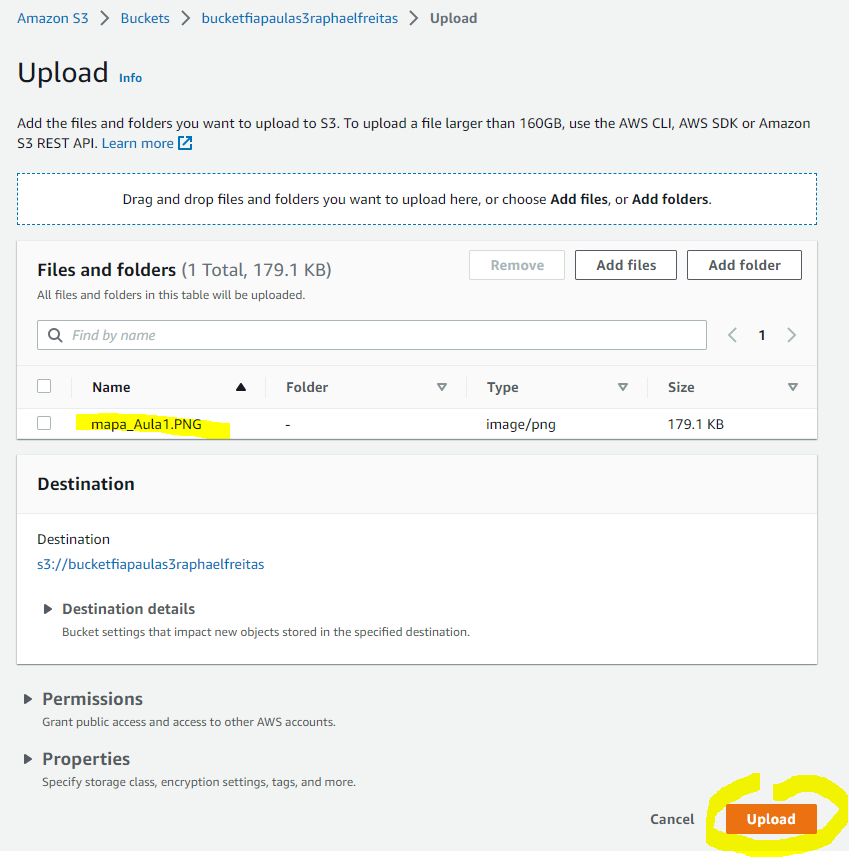 Amazon S3 > Buckets > bucketfiapaulas3raphaelfreitas > Upload
Upload Info
Add the files and folders you want to upload to S3. To upload a file larger than 160GB, use the AWS CLI, AWS SDK or Amazon
S3 REST API. Learn more
Drag and drop files and folders you want to upload here, or choose Add files, or Add folders.
Files and folders (1 Total, 179.1 KB)
Remove Add files Add folder
All files and folders in this table will be uploaded.
Find by name
1
Name Folder Type Size
mapa_Aula1.PNG - image/png 179.1 KB
Destination
Destination
s3://bucketfiapaulas3raphaelfreitas
Destination details
Bucket settings that impact new objects stored in the specified destination.
Permissions
Grant public access and access to other AWS accounts.
Properties
Specify storage class, encryption settings, tags, and more.
Cancel Upload